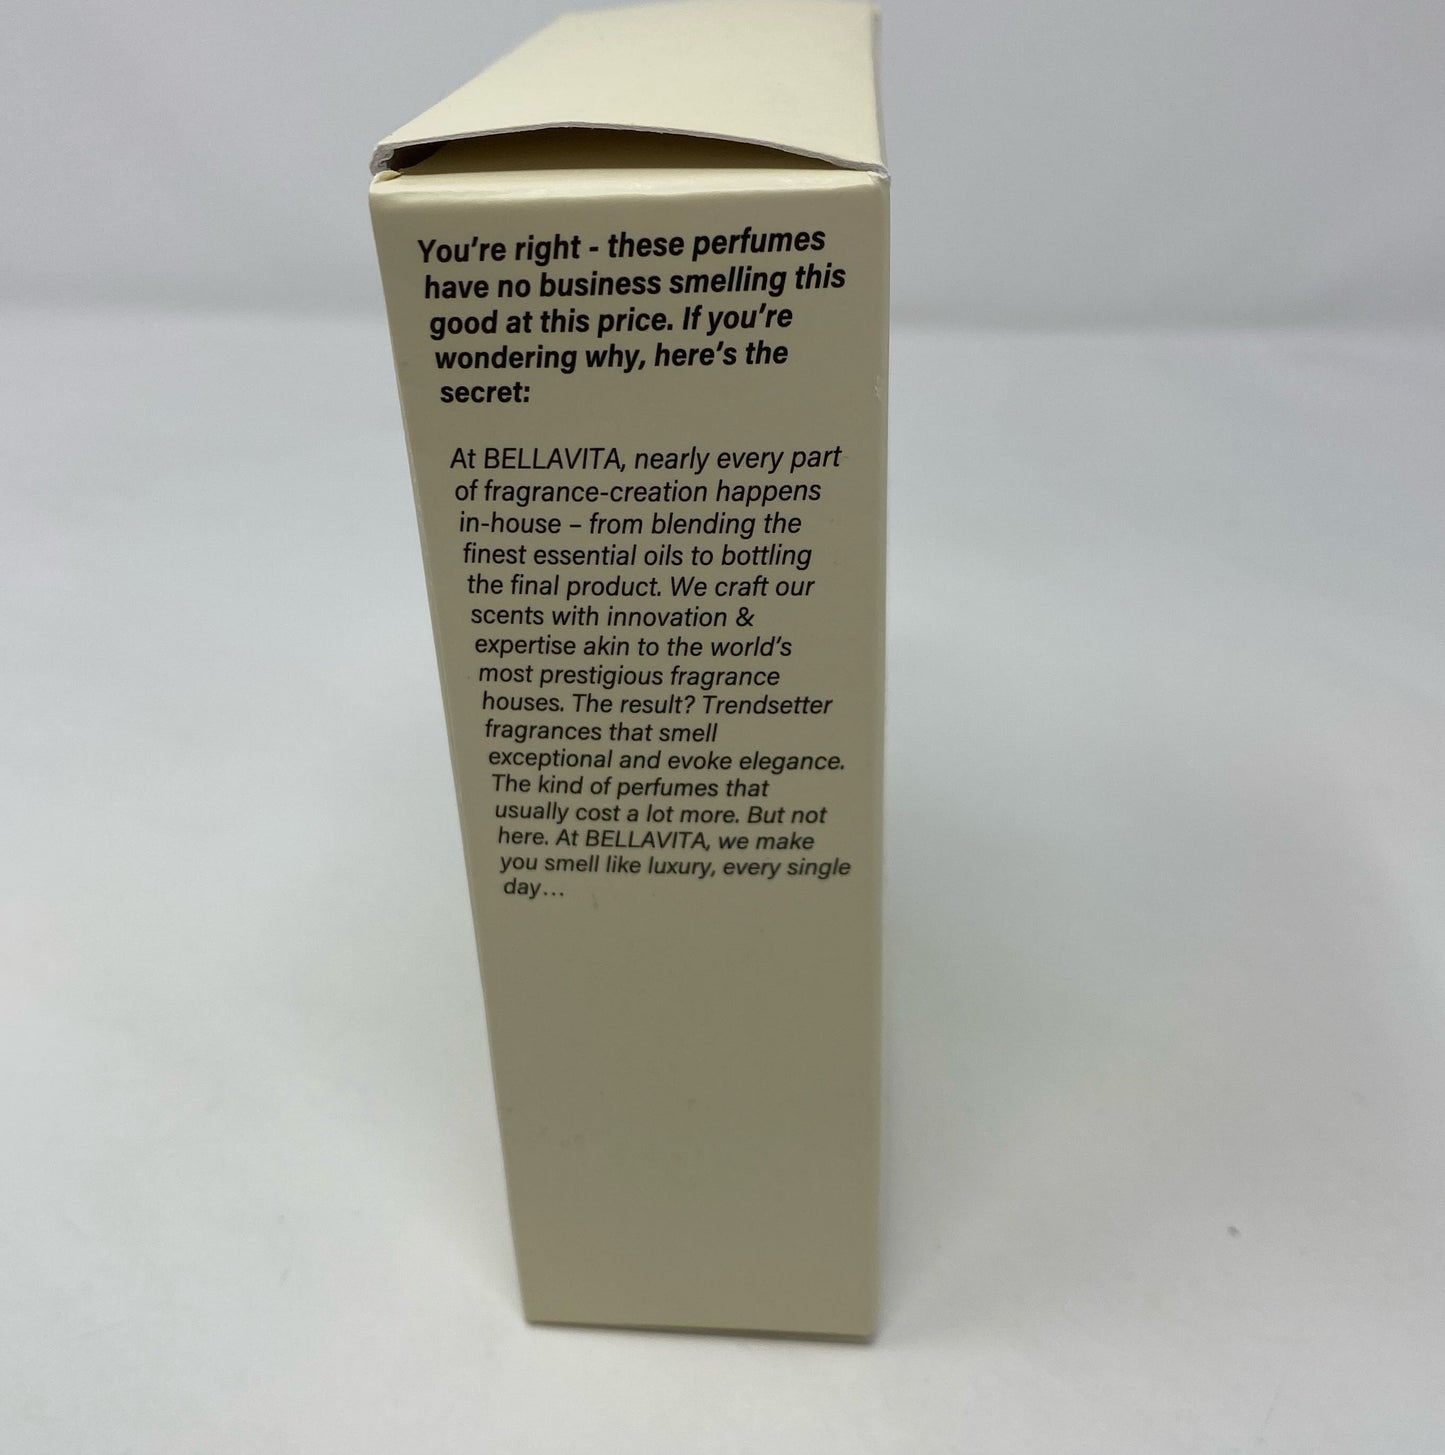 You're right - these perfumes
have no business smelling this
good at this price. If you're
wondering why, here's the
secret:
At BELLAVITA, nearly every part
of fragrance-creation happens
in-house – from blending the
finest essential oils to bottling
the final product. We craft our
scents with innovation &
expertise akin to the world's
most prestigious fragrance
houses. The result? Trendsetter
fragrances that smell
exceptional and evoke elegance.
The kind of perfumes that
usually cost a lot more. But not
here. At BELLAVITA, we make
you smell like luxury, every single
day...